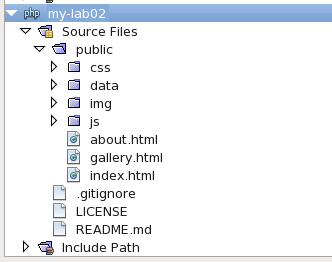 php my-lab02
Source Files
public
css
data
img
js
about.html
gallery.html
index.html
.gitignore
LICENSE
README.md
Include Path